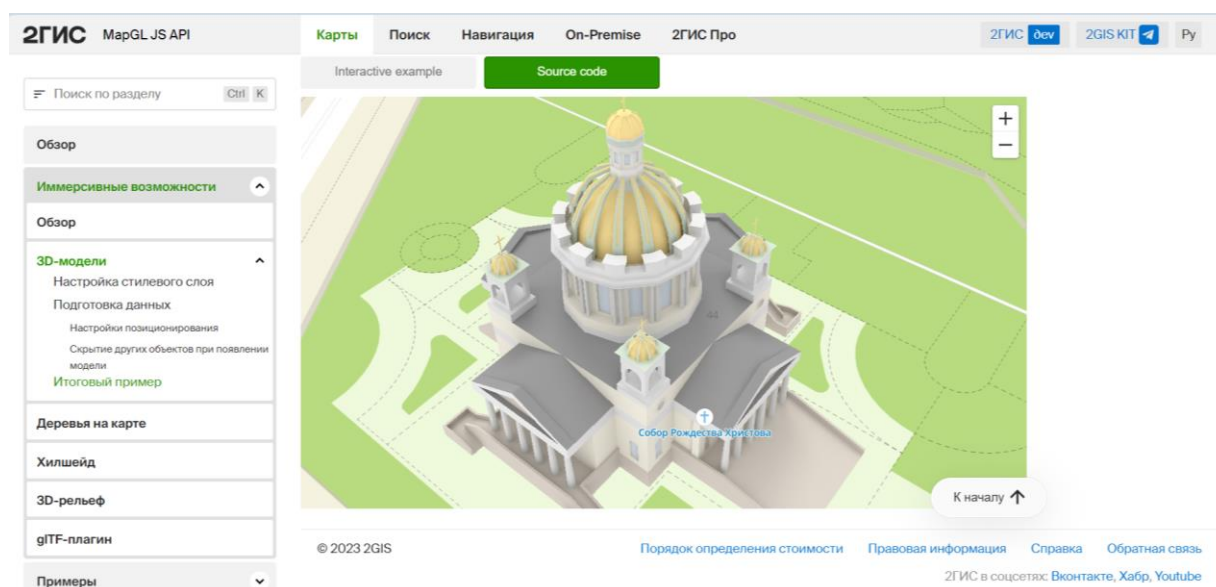 2ГИС MapGL JS API
Карты Поиск Навигация On-Premise 2ГИС Про
2ГИС dev 2GIS KIT Ру
Поиск по разделу Ctrl K
Обзор
Иммерсивные возможности
Обзор
3D-модели
Настройка стилевого слоя
Подготовка данных
Настройки позиционирования
Скрытие других объектов при появлении
модели
Итоговый пример
Деревья на карте
Хилшейд
3D-рельеф
glTF-плагин
Примеры
Interactive example Source code
+
−
44
Собор Рождества Христова
К началу ↑
© 2023 2GIS
Порядок определения стоимости Правовая информация Справка Обратная связь
2ГИС в соцсетях: Вконтакте, Хабр, Youtube